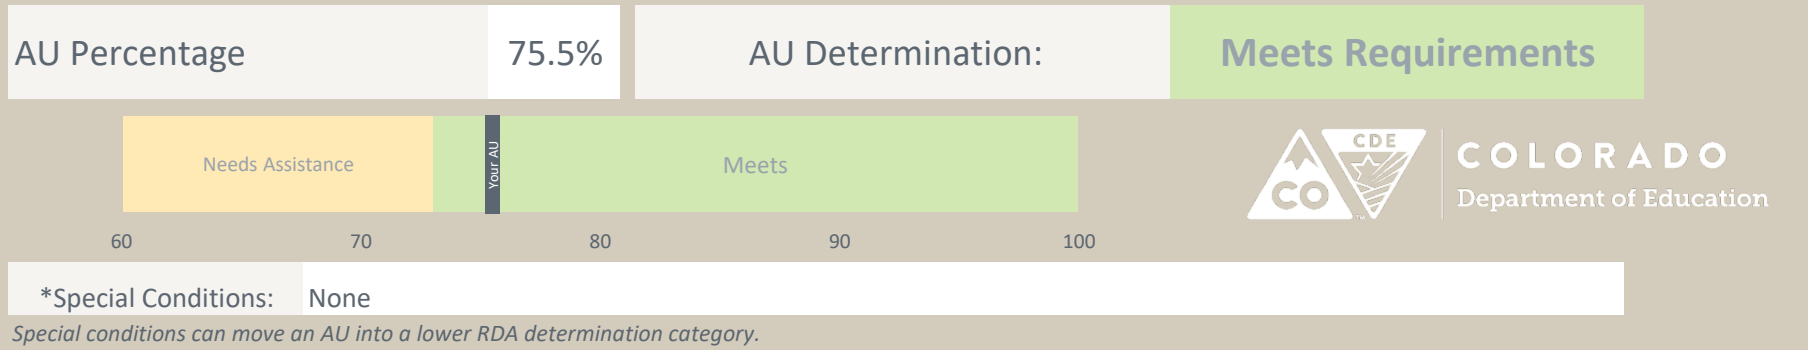 AU Percentage 75.5% AU Determination: Meets Requirements
Needs Assistance Your AU Meets
CDE
CO
TM
COLORADO
Department of Education
60 70 80 90 100
*Special Conditions: None
Special conditions can move an AU into a lower RDA determination category.